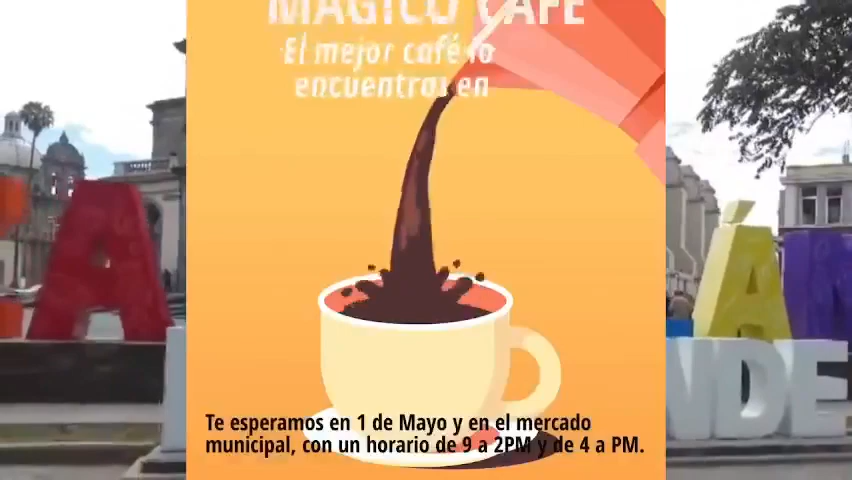 MÁGICO CAFÉ
El mejor café lo
encuentras en
A
Á
NDE
Te esperamos en 1 de Mayo y en el mercado
municipal, con un horario de 9 a 2PM y de 4 a PM.